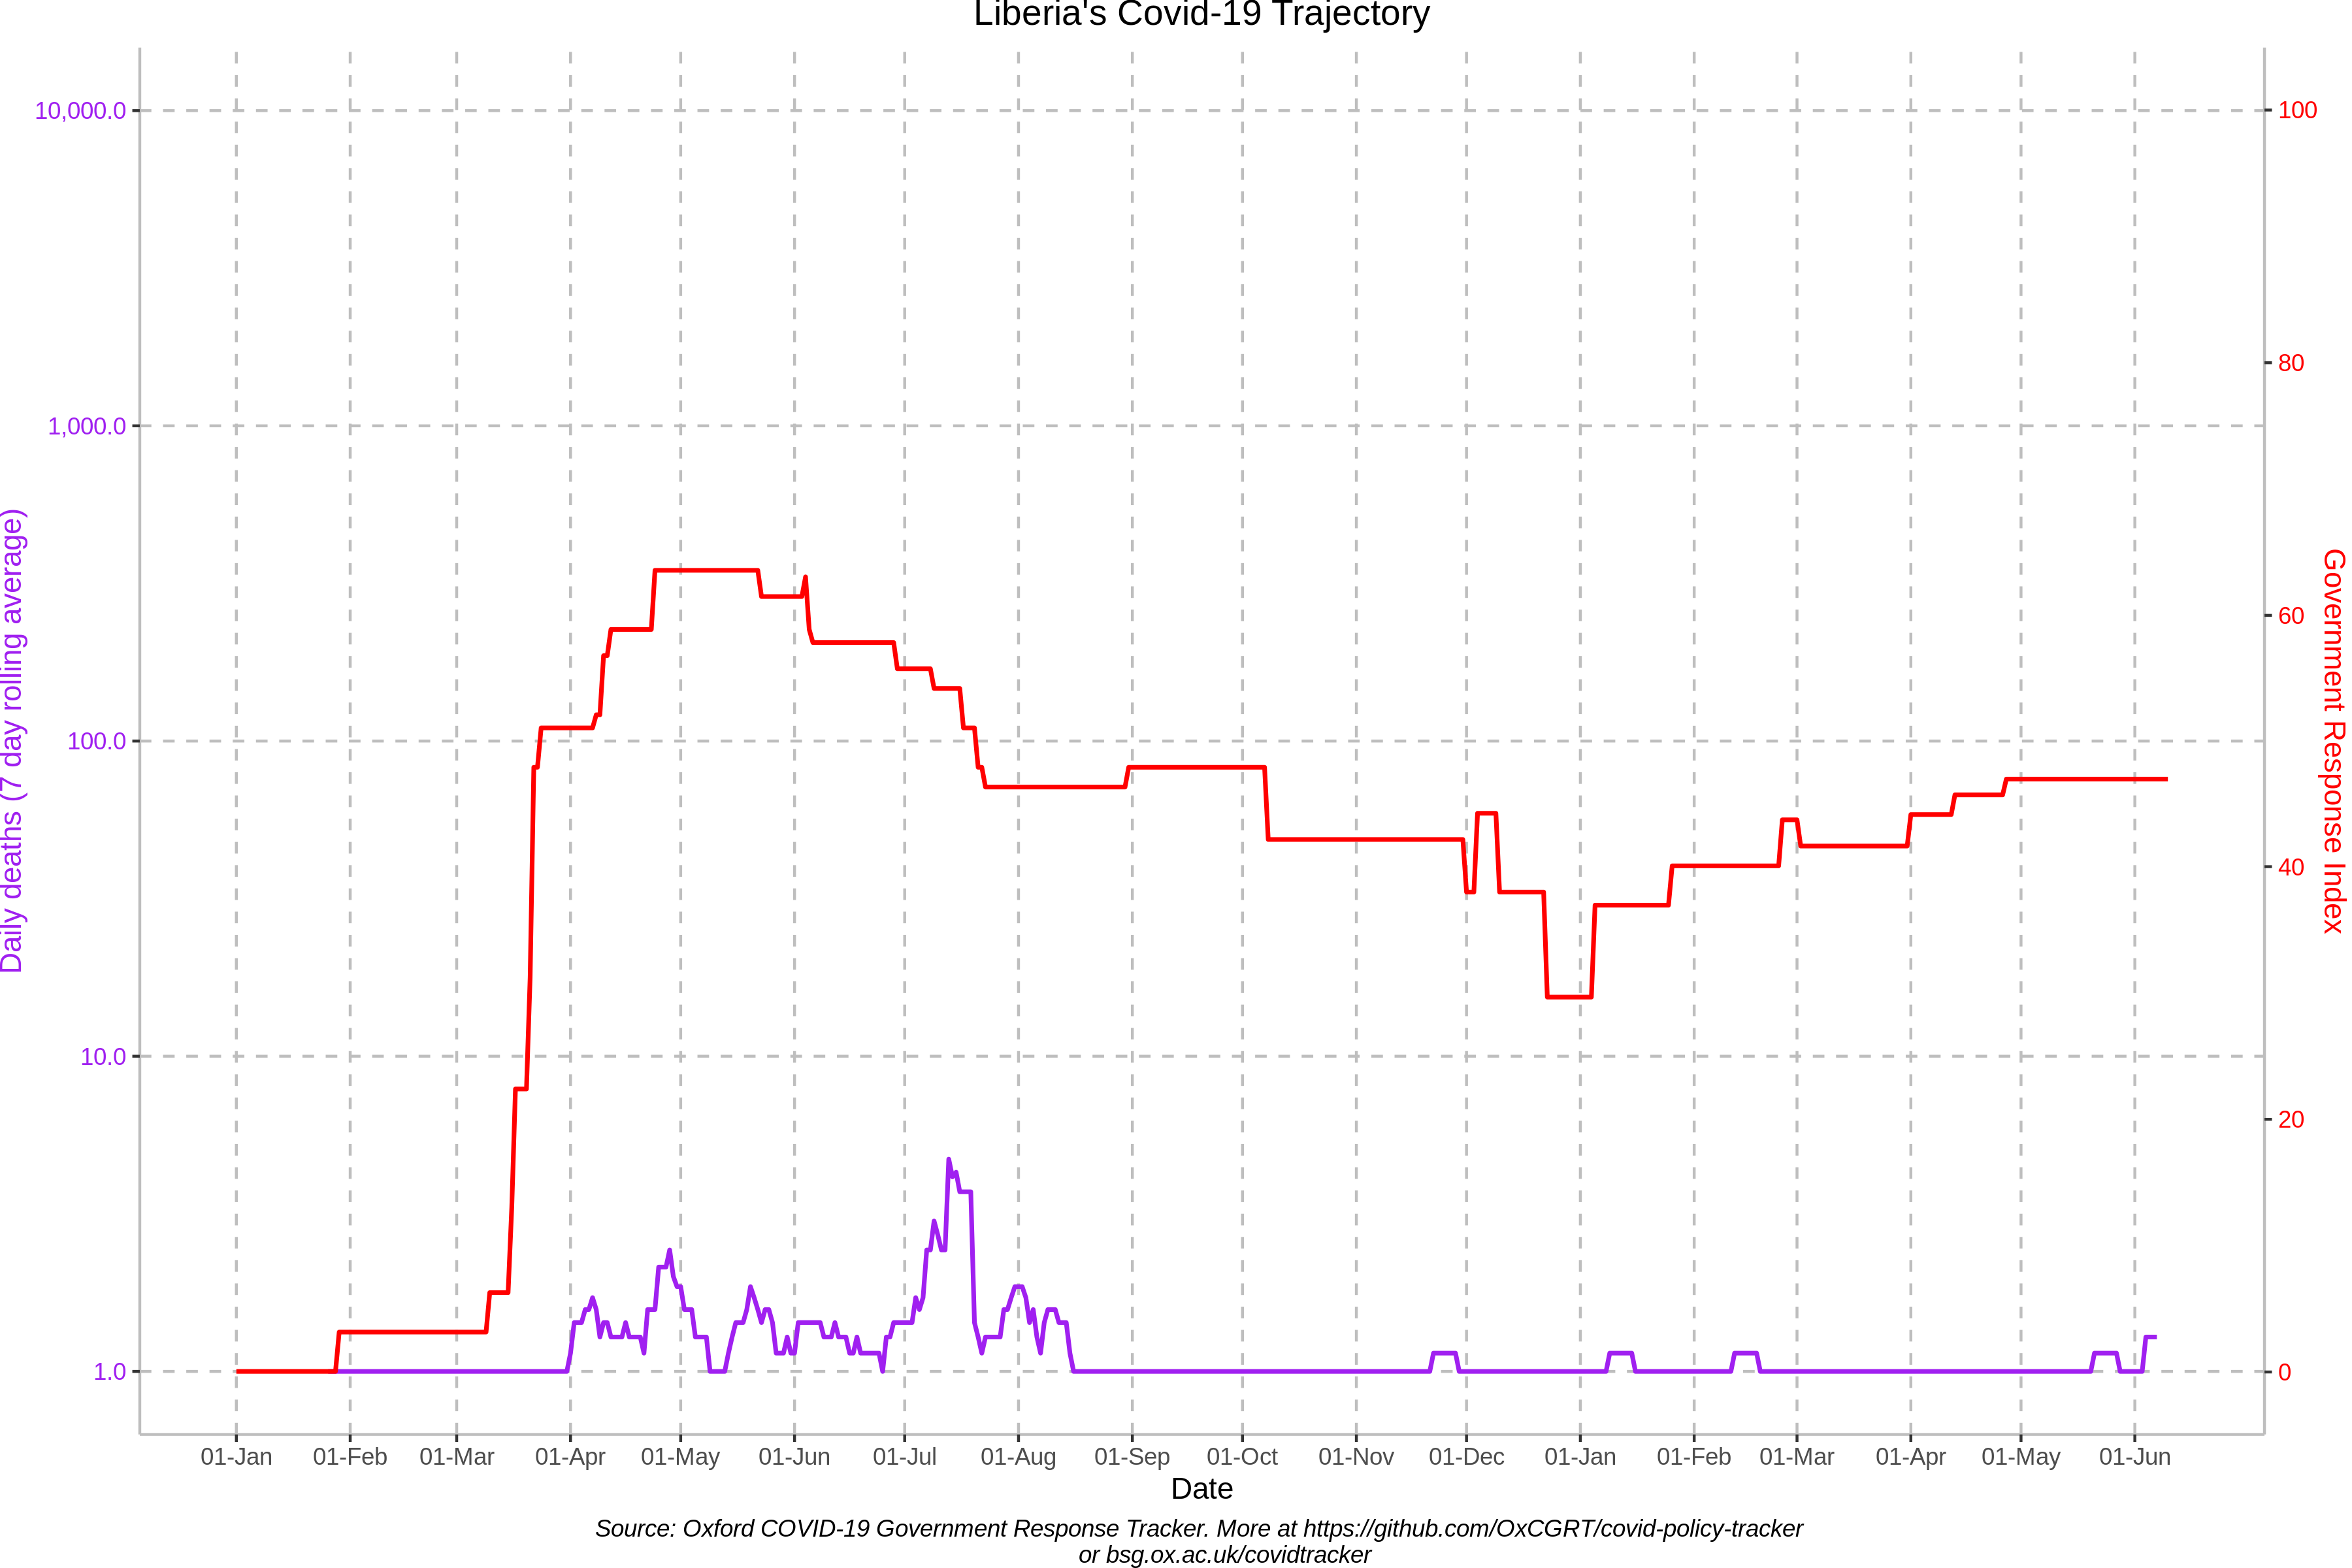 Liberia's Covid-19 Trajectory
10,000.0
1,000.0
100.0
10.0
1.0
Daily deaths (7 day rolling average)
100
80
60
40
20
0
Government Response Index
01-Jan 01-Feb 01-Mar 01-Apr 01-May 01-Jun 01-Jul 01-Aug 01-Sep 01-Oct 01-Nov 01-Dec 01-Jan 01-Feb 01-Mar 01-Apr 01-May 01-Jun
Date
Source: Oxford COVID-19 Government Response Tracker. More at https://github.com/OxCGRT/covid-policy-tracker
or bsg.ox.ac.uk/covidtracker